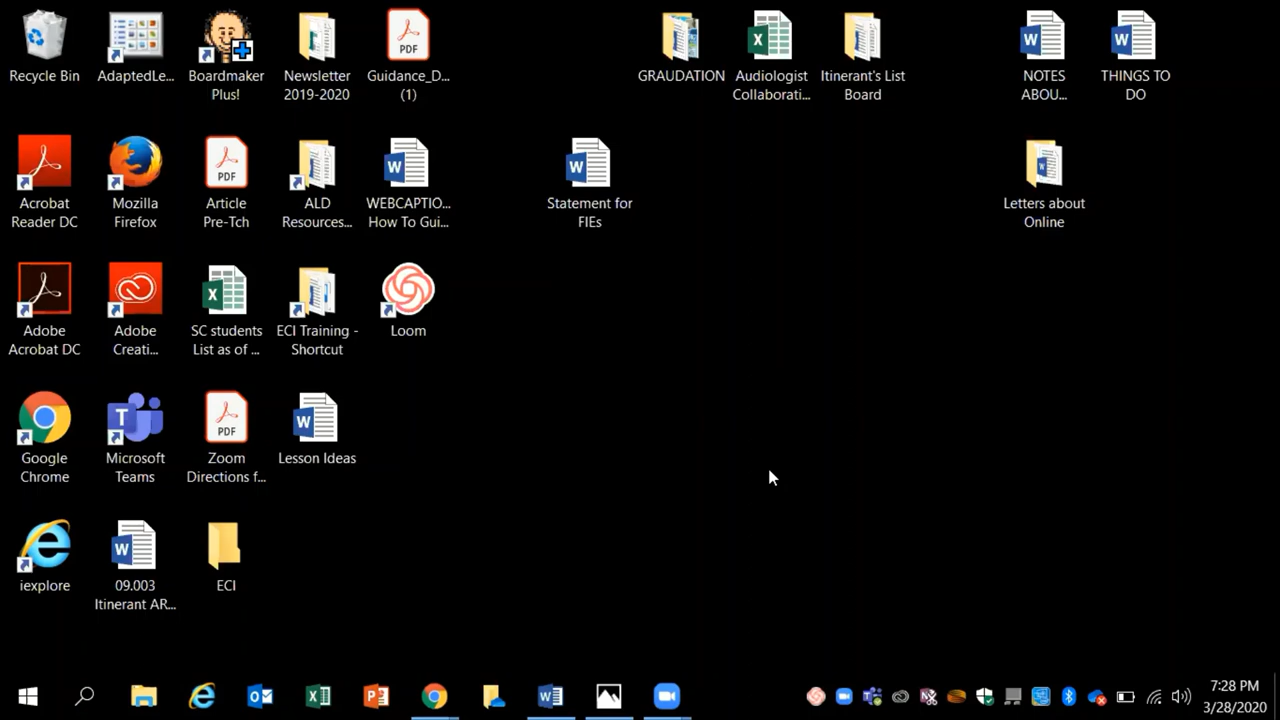 Recycle Bin
AdaptedLe...
Boardmaker
Plus!
Newsletter
2019-2020
PDF
Guidance_D...
(1)
GRAUDATION
Audiologist
Collaborati...
Itinerant's List
Board
NOTES
ABOU...
THINGS TO
DO
Acrobat
Reader DC
Mozilla
Firefox
PDF
Article
Pre-Tch
ALD
Resources...
WEBCAPTIO...
How To Gui...
Statement for
FIEs
Letters about
Online
Adobe
Acrobat DC
Adobe
Creati...
SC students
List as of ...
ECI Training -
Shortcut
Loom
Google
Chrome
Microsoft
Teams
PDF
Zoom
Directions f...
Lesson Ideas
iexplore
09.003
Itinerant AR...
ECI
7:28 PM
3/28/2020